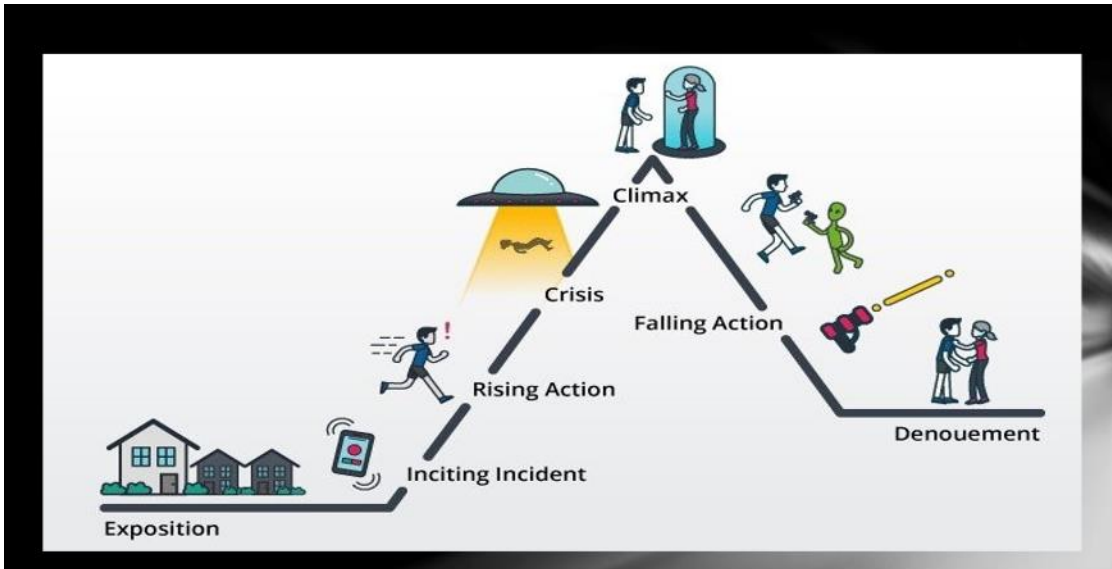 Exposition
Inciting Incident
Rising Action
!
Crisis
Climax
Falling Action
Denouement